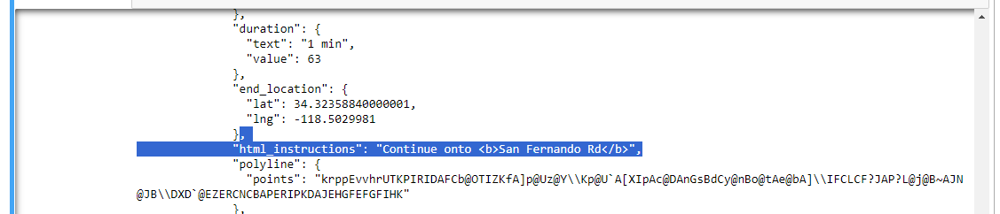 },
"duration": {
"text": "1 min",
"value": 63
},
"end_location": {
"lat": 34.32358840000001,
"lng": -118.5029981
},
"html_instructions": "Continue onto <b>San Fernando Rd</b>",
"polyline": {
"points": "krppEvvhrUTKPIRIDAFCb@OTIZKfA]p@Uz@Y\\Kp@U`A[XIpAc@DAnGsBdCy@nBo@tAe@bA]\\IFCLCF?JAP?L@j@B~AJN
@JB\\DXD`@EZERCNCBAPERIPKDAJEHGFEFGFIHK"
},